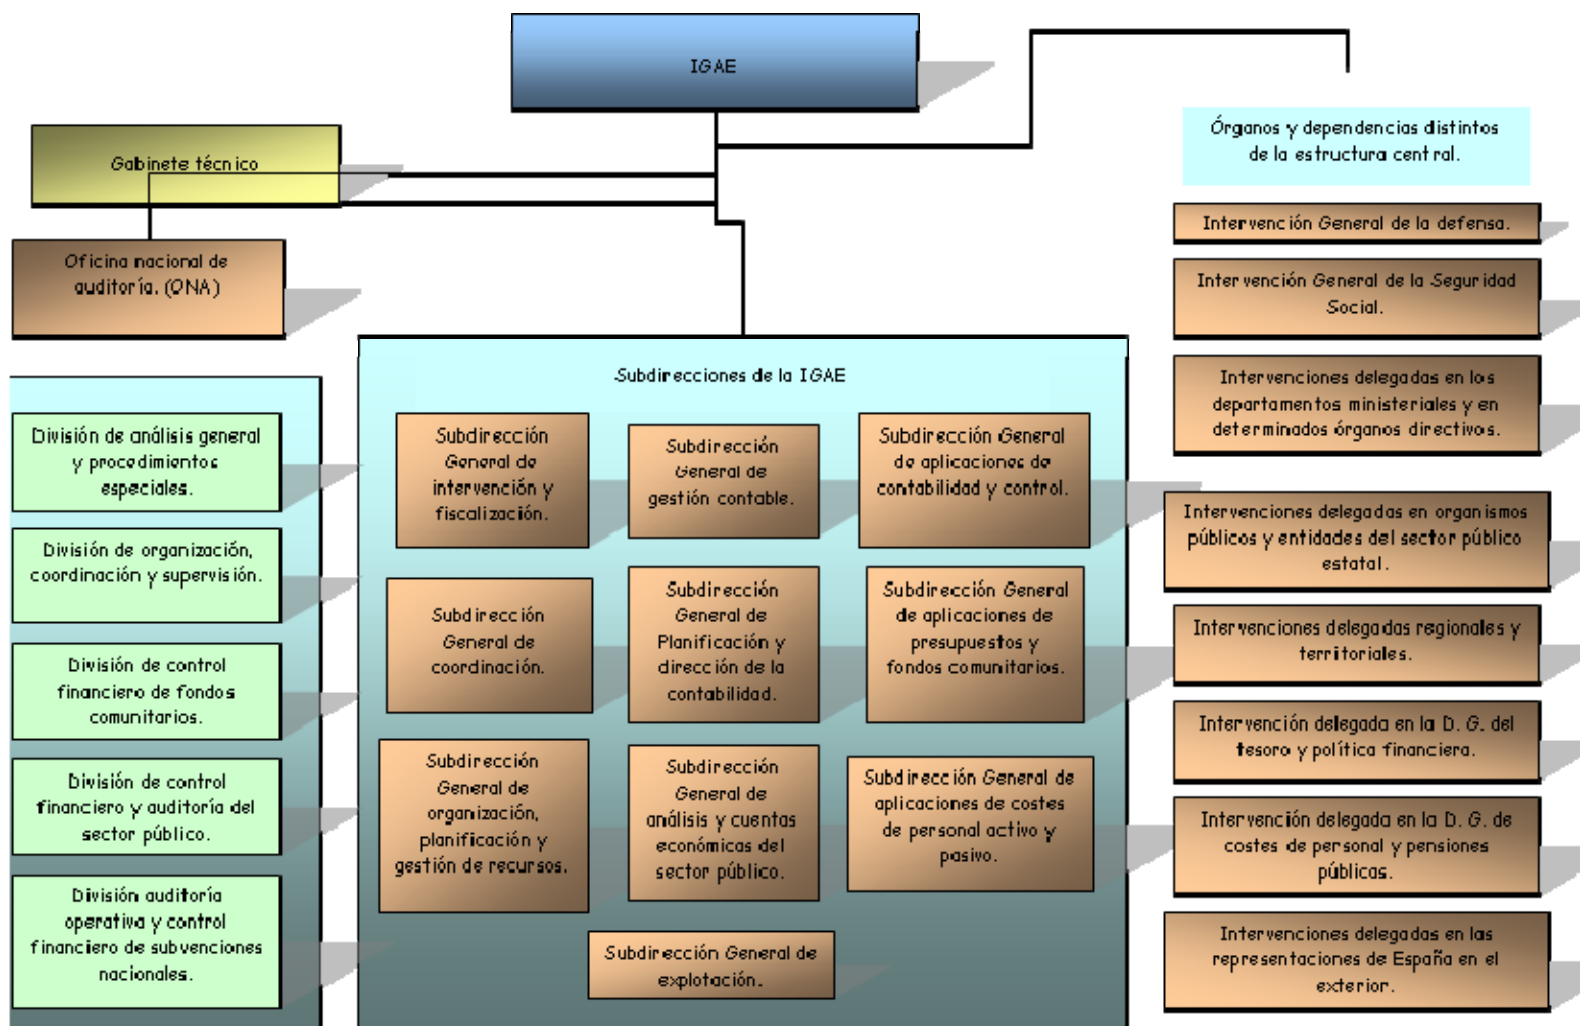 IGAE
Gabinete técnico
Oficina nacional de
auditoría. (ONA)
División de análisis general
y procedimientos
especiales.
División de organización,
coordinación y supervisión.
División de control
financiero de fondos
comunitarios.
División de control
financiero y auditoría del
sector público.
División auditoría
operativa y control
financiero de subvenciones
nacionales.
Subdirecciones de la IGAE
Subdirección
General de
intervención y
fiscalización.
Subdirección
General de
gestión contable.
Subdirección General
de aplicaciones de
contabilidad y control.
Subdirección
General de
coordinación.
Subdirección
General de
Planificación y
dirección de la
contabilidad.
Subdirección General
de aplicaciones de
presupuestos y
fondos comunitarios.
Subdirección
General de
organización,
planificación y
gestión de recursos.
Subdirección
General de
análisis y cuentas
económicas del
sector público.
Subdirección General de
aplicaciones de costes
de personal activo y
pasivo.
Subdirección General de
explotación.
Órganos y dependencias distintos
de la estructura central.
Intervención General de la defensa.
Intervención General de la Seguridad
Social.
Intervenciones delegadas en los
departamentos ministeriales y en
determinados órganos directivos.
Intervenciones delegadas en organismos
públicos y entidades del sector público
estatal.
Intervenciones delegadas regionales y
territoriales.
Intervención delegada en la D. G. del
tesoro y política financiera.
Intervención delegada en la D. G. de
costes de personal y pensiones
públicas.
Intervenciones delegadas en las
representaciones de España en el
exterior.